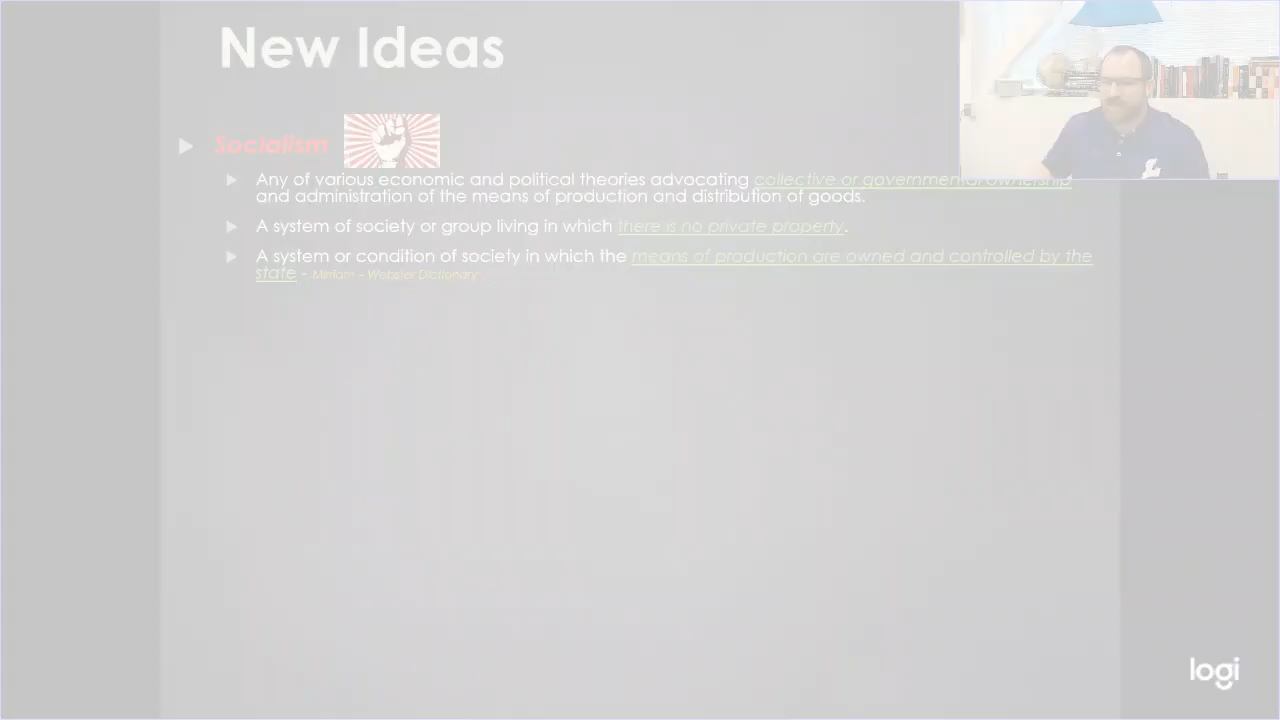 New Ideas
Socialism
Any of various economic and political theories advocating collective or governmental ownership
and administration of the means of production and distribution of goods.
A system of society or group living in which there is no private property.
A system or condition of society in which the means of production are owned and controlled by the
state - Mirriam – Webster Dictionary
logi